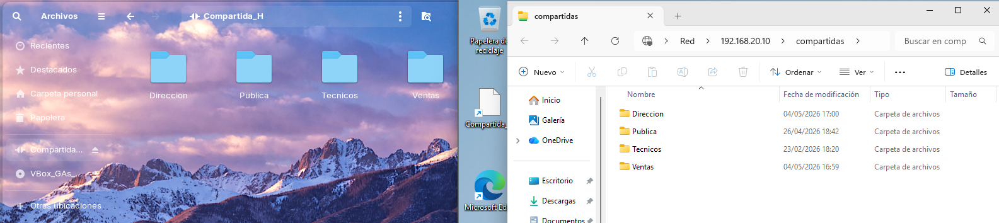 Archivos
Compartida_H
Recientes
Destacados
Carpeta personal
Papelera
Compartida...
VBox_GAs_...
Otras ubicaciones
Direccion
Publica
Tecnicos
Ventas
Papelera de
reciclaje
Compartida_
Microsoft Ed
compartidas
Red
192.168.20.10
compartidas
Buscar en comp
Nuevo
Ordenar
Ver
Detalles
Inicio
Galería
OneDrive
Escritorio
Descargas
Documentos
Nombre Fecha de modificación Tipo Tamaño
Direccion 04/05/2026 17:00 Carpeta de archivos
Publica 26/04/2026 18:42 Carpeta de archivos
Tecnicos 23/02/2026 18:20 Carpeta de archivos
Ventas 04/05/2026 16:59 Carpeta de archivos